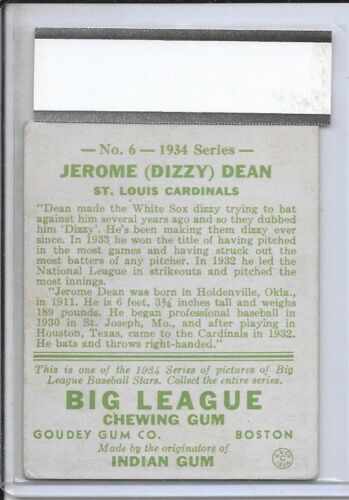 — No. 6 — 1934 Series —
JEROME (DIZZY) DEAN
ST. LOUIS CARDINALS
"Dean made the White Sox dizzy trying to bat
against him several years ago and so they dubbed
him 'Dizzy'. He's been making them dizzy ever
since. In 1933 he won the title of having pitched
in the most games and having struck out the
most batters of any pitcher. In 1932 he led the
National League in strikeouts and pitched the
most innings.
"Jerome Dean was born in Holdenville, Okla.,
in 1911. He is 6 feet, 3¾ inches tall and weighs
189 pounds. He began professional baseball in
1930 in St. Joseph, Mo., and after playing in
Houston, Texas, came to the Cardinals in 1932.
He bats and throws right-handed."
This is one of the 1934 Series of pictures of Big
League Baseball Stars. Collect the entire series.
BIG LEAGUE
CHEWING GUM
GOUDEY GUM CO. BOSTON
Made by the originators of
INDIAN GUM